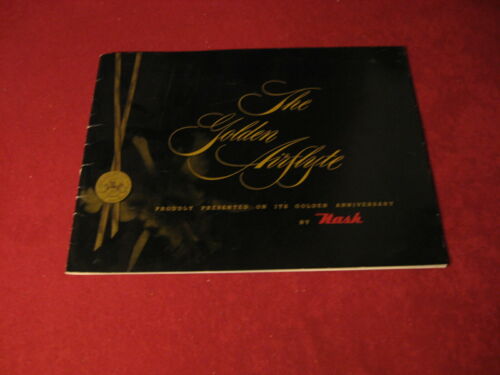 The
Golden
Airflyte
PROUDLY PRESENTED ON ITS GOLDEN ANNIVERSARY
BY Nash